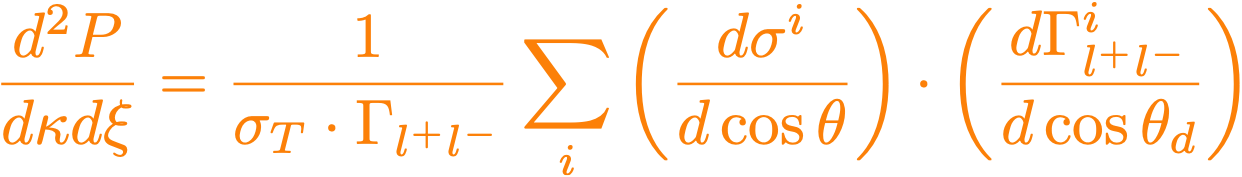 \frac{d^2 P}{d\kappa d\xi} = \frac{1}{\sigma_T \cdot \Gamma_{l^+l^-}} \sum_i \left( \frac{d\sigma^i}{d\cos\theta} \right) \cdot \left( \frac{d\Gamma^i_{l^+l^-}}{d\cos\theta_d} \right)